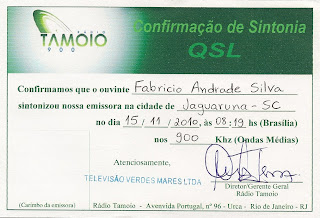 RÁDIO
TAMOIO
900
Confirmação de Sintonia
QSL
Confirmamos que o ouvinte Fabricio Andrade Silva
sintonizou nossa emissora na cidade de Jaguaruna - SC
no dia 15 / 11 / 2010, às 08:19 hs (Brasília)
nos 900 Khz (Ondas Médias)
Atenciosamente,
TELEVISÃO VERDES MARES LTDA
Diretor/Gerente Geral
Rádio Tamoio
(Carimbo da emissora)
Rádio Tamoio - Avenida Portugal, nº 96 - Urca - Rio de Janeiro - RJ